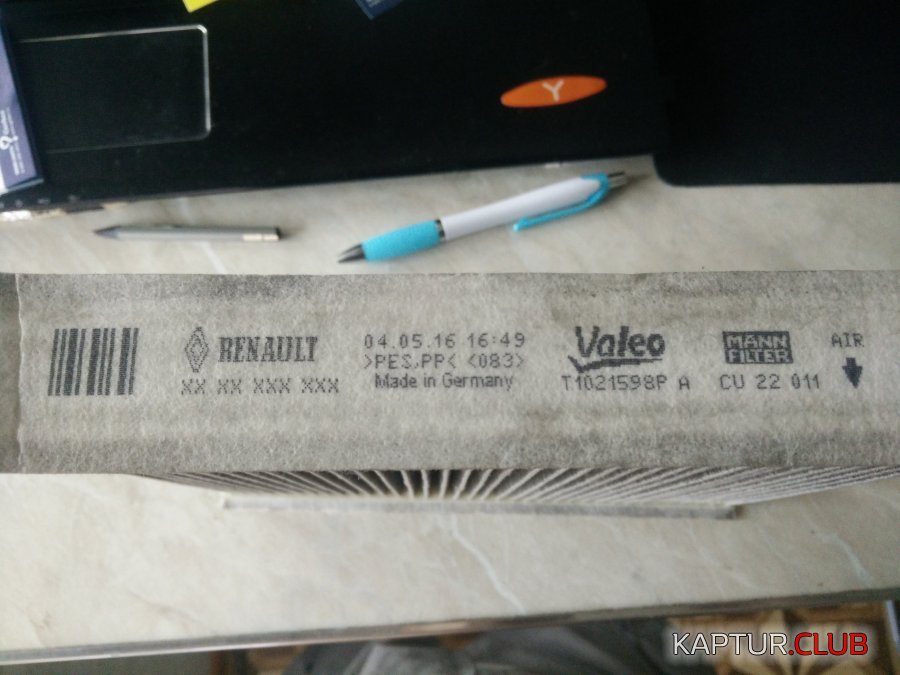 Y
RENAULT
XX XX XXX XXX
04.05.16 16:49
>PES,PP< <083>
Made in Germany
Valeo
T1021598P A
MANN
FILTER
CU 22 011
AIR
KAPTUR.CLUB